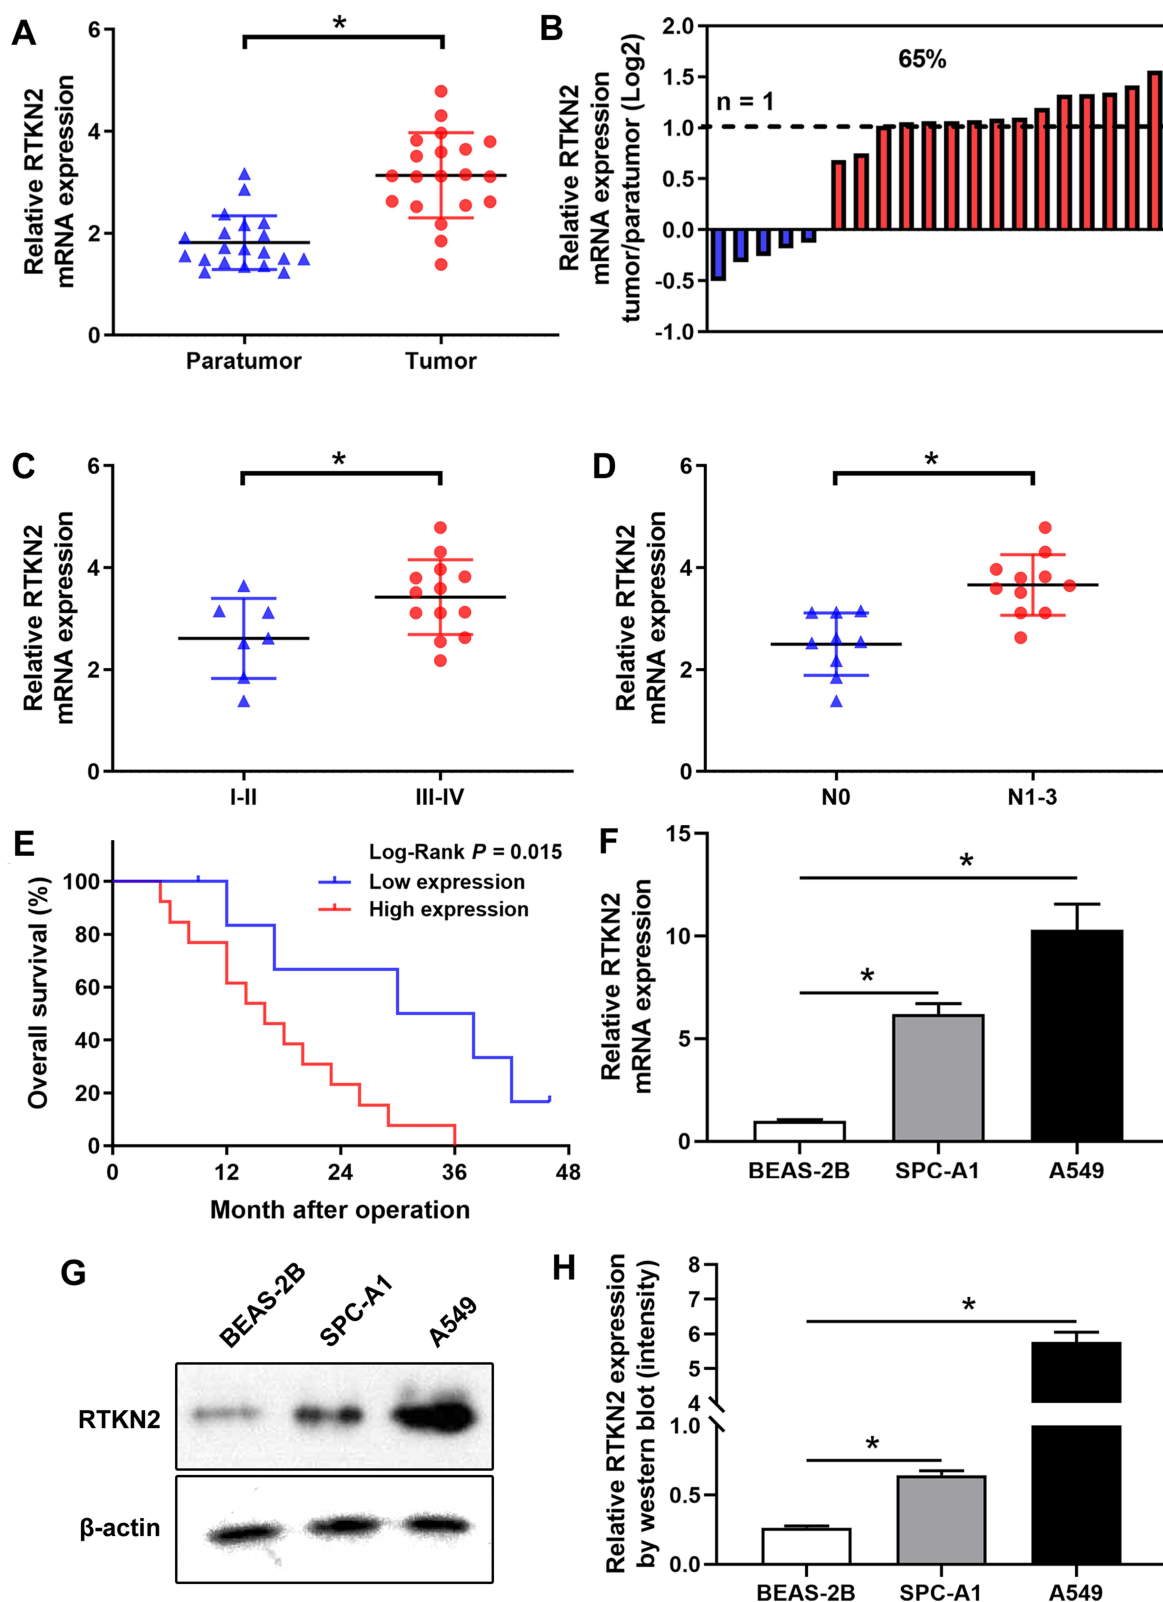 A
Relative RTKN2
mRNA expression
6
4
2
0
*
Paratumor
Tumor
B
Relative RTKN2
mRNA expression
tumor/paratumor (Log2)
2.0
1.5
1.0
0.5
0.0
-0.5
-1.0
65%
n = 1
C
Relative RTKN2
mRNA expression
6
4
2
0
*
I-II
III-IV
D
Relative RTKN2
mRNA expression
6
4
2
0
*
N0
N1-3
E
Overall survival (%)
100
80
60
40
20
0
Log-Rank P = 0.015
Low expression
High expression
0
12
24
36
48
Month after operation
F
Relative RTKN2
mRNA expression
15
10
5
0
*
*
BEAS-2B
SPC-A1
A549
G
BEAS-2B
SPC-A1
A549
RTKN2
β-actin
H
Relative RTKN2 expression
by western blot (intensity)
8
7
6
5
4
1.0
0.5
0.0
*
*
BEAS-2B
SPC-A1
A549